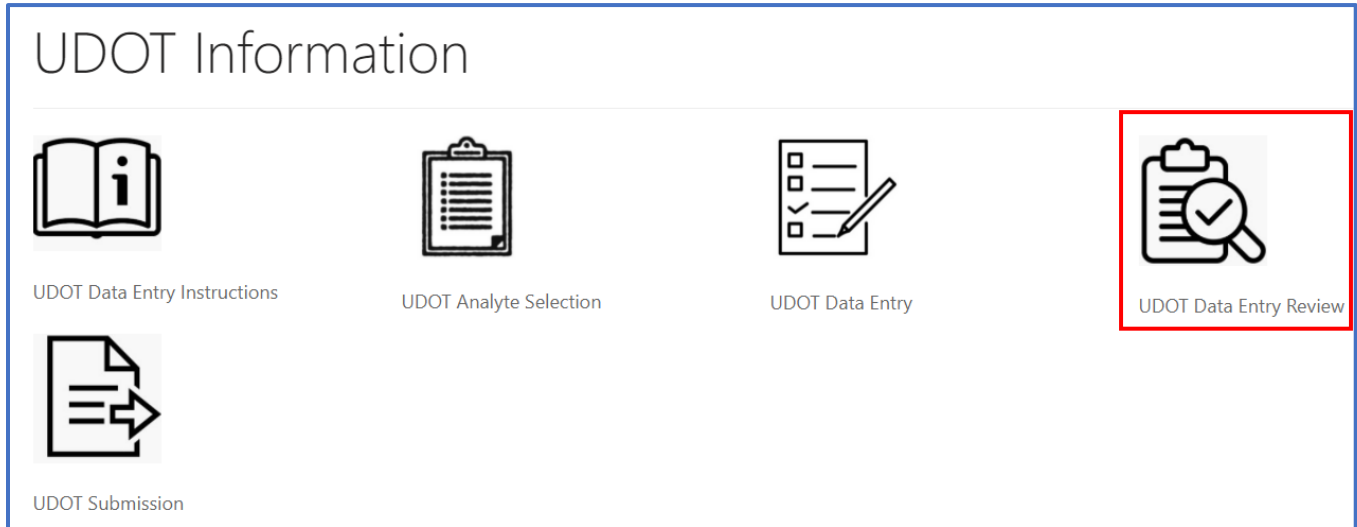 UDOT Information
i
UDOT Data Entry Instructions
UDOT Analyte Selection
UDOT Data Entry
UDOT Data Entry Review
UDOT Submission